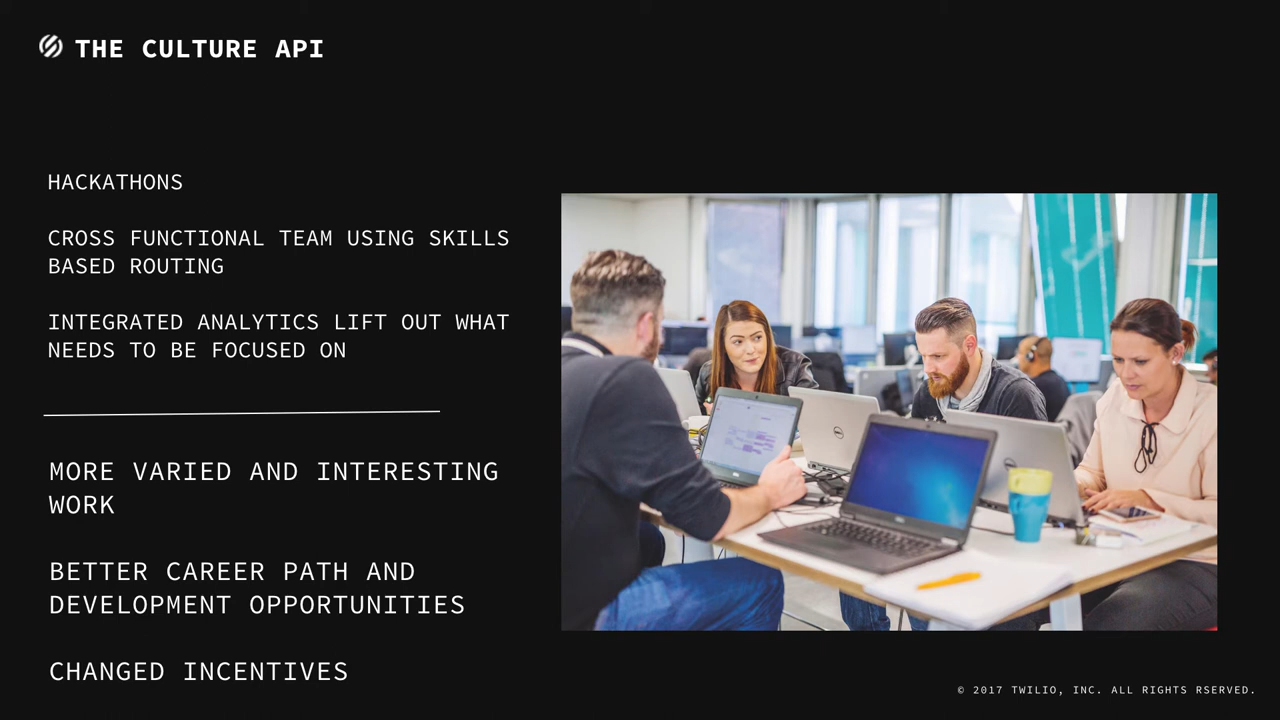 THE CULTURE API
HACKATHONS
CROSS FUNCTIONAL TEAM USING SKILLS
BASED ROUTING
INTEGRATED ANALYTICS LIFT OUT WHAT
NEEDS TO BE FOCUSED ON
MORE VARIED AND INTERESTING
WORK
BETTER CAREER PATH AND
DEVELOPMENT OPPORTUNITIES
CHANGED INCENTIVES
© 2017 TWILIO, INC. ALL RIGHTS RSERVED.